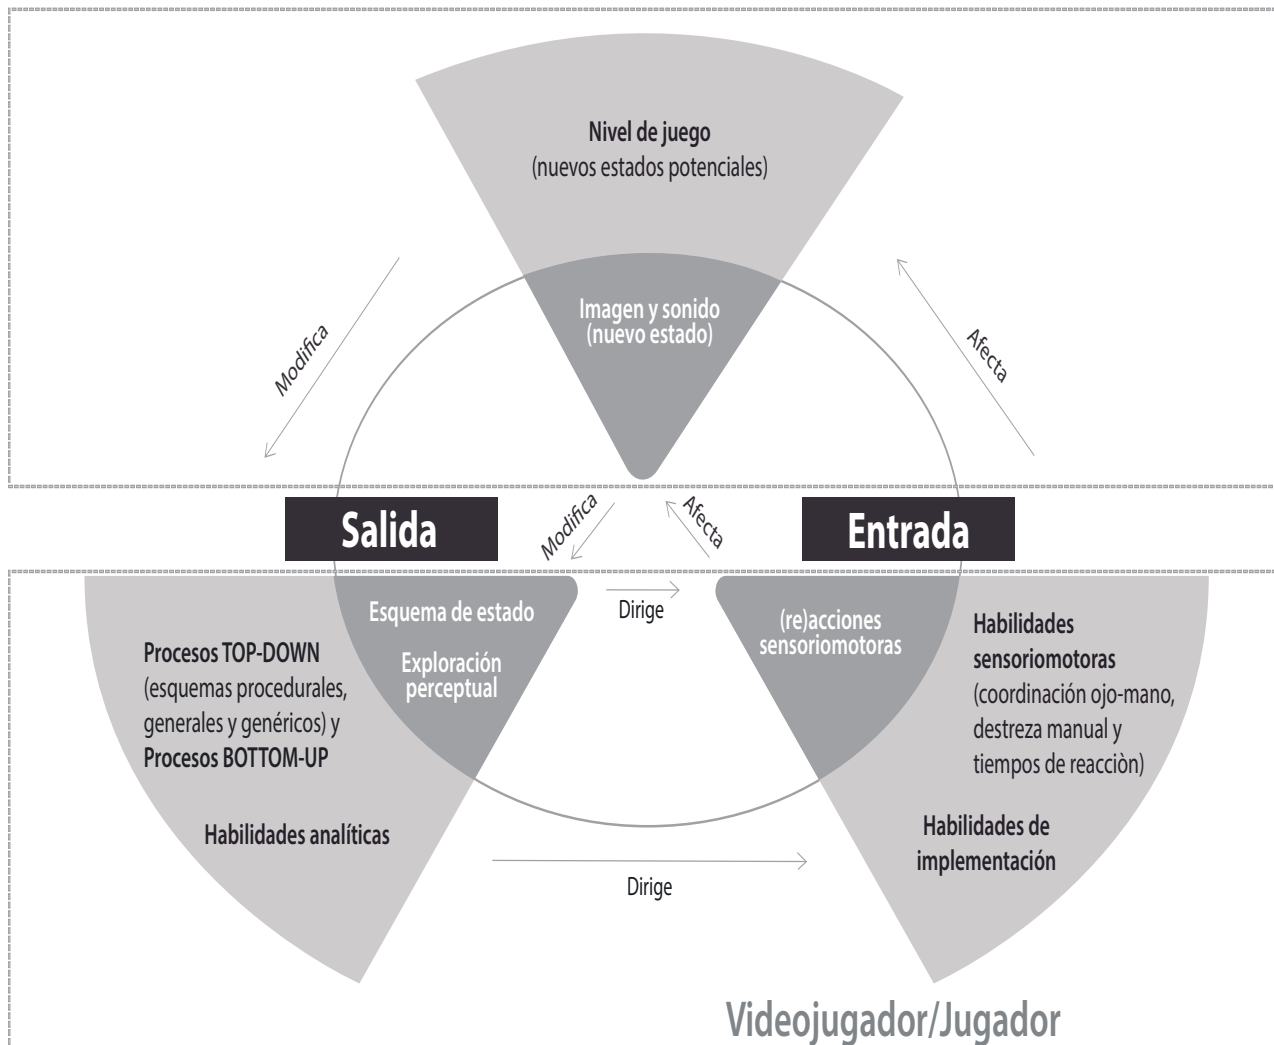 Nivel de juego
(nuevos estados potenciales)
Imagen y sonido
(nuevo estado)
Modifica
Afecta
Salida
Modifica
Afecta
Entrada
Dirige
Esquema de estado
Exploración
perceptual
(re)acciones
sensoriomotoras
Procesos TOP-DOWN
(esquemas procedurales,
generales y genéricos) y
Procesos BOTTOM-UP
Habilidades analíticas
Habilidades
sensoriomotoras
(coordinación ojo-mano,
destreza manual y
tiempos de reacciòn)
Habilidades de
implementación
Dirige
Videojugador/Jugador